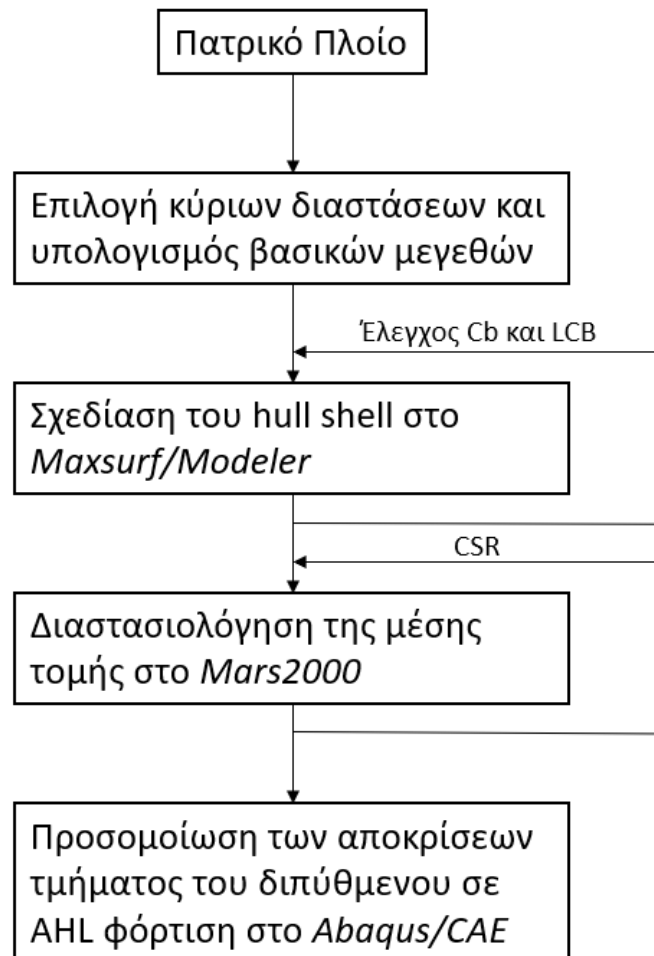 Πατρικό Πλοίο
Επιλογή κύριων διαστάσεων και
υπολογισμός βασικών μεγεθών
Έλεγχος Cb και LCB
Σχεδίαση του hull shell στο
Maxsurf/Modeler
CSR
Διαστασιολόγηση της μέσης
τομής στο Mars2000
Προσομοίωση των αποκρίσεων
τμήματος του διπύθμενου σε
AHL φόρτιση στο Abaqus/CAE